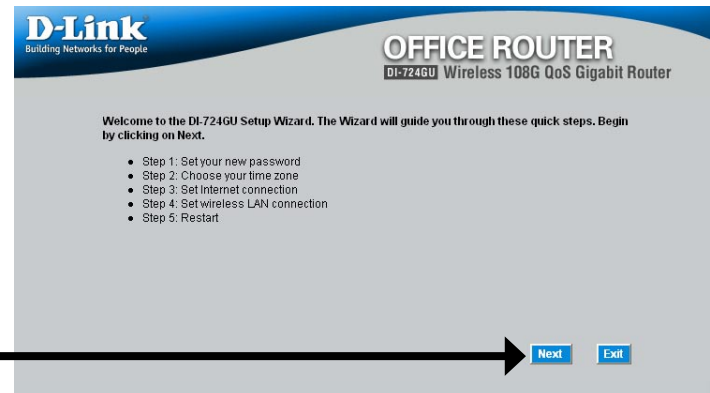 D-Link
Building Networks for People
OFFICE ROUTER
DI-724GU Wireless 108G QoS Gigabit Router
Welcome to the DI-724GU Setup Wizard. The Wizard will guide you through these quick steps. Begin
by clicking on Next.
• Step 1: Set your new password
• Step 2: Choose your time zone
• Step 3: Set Internet connection
• Step 4: Set wireless LAN connection
• Step 5: Restart
Next Exit